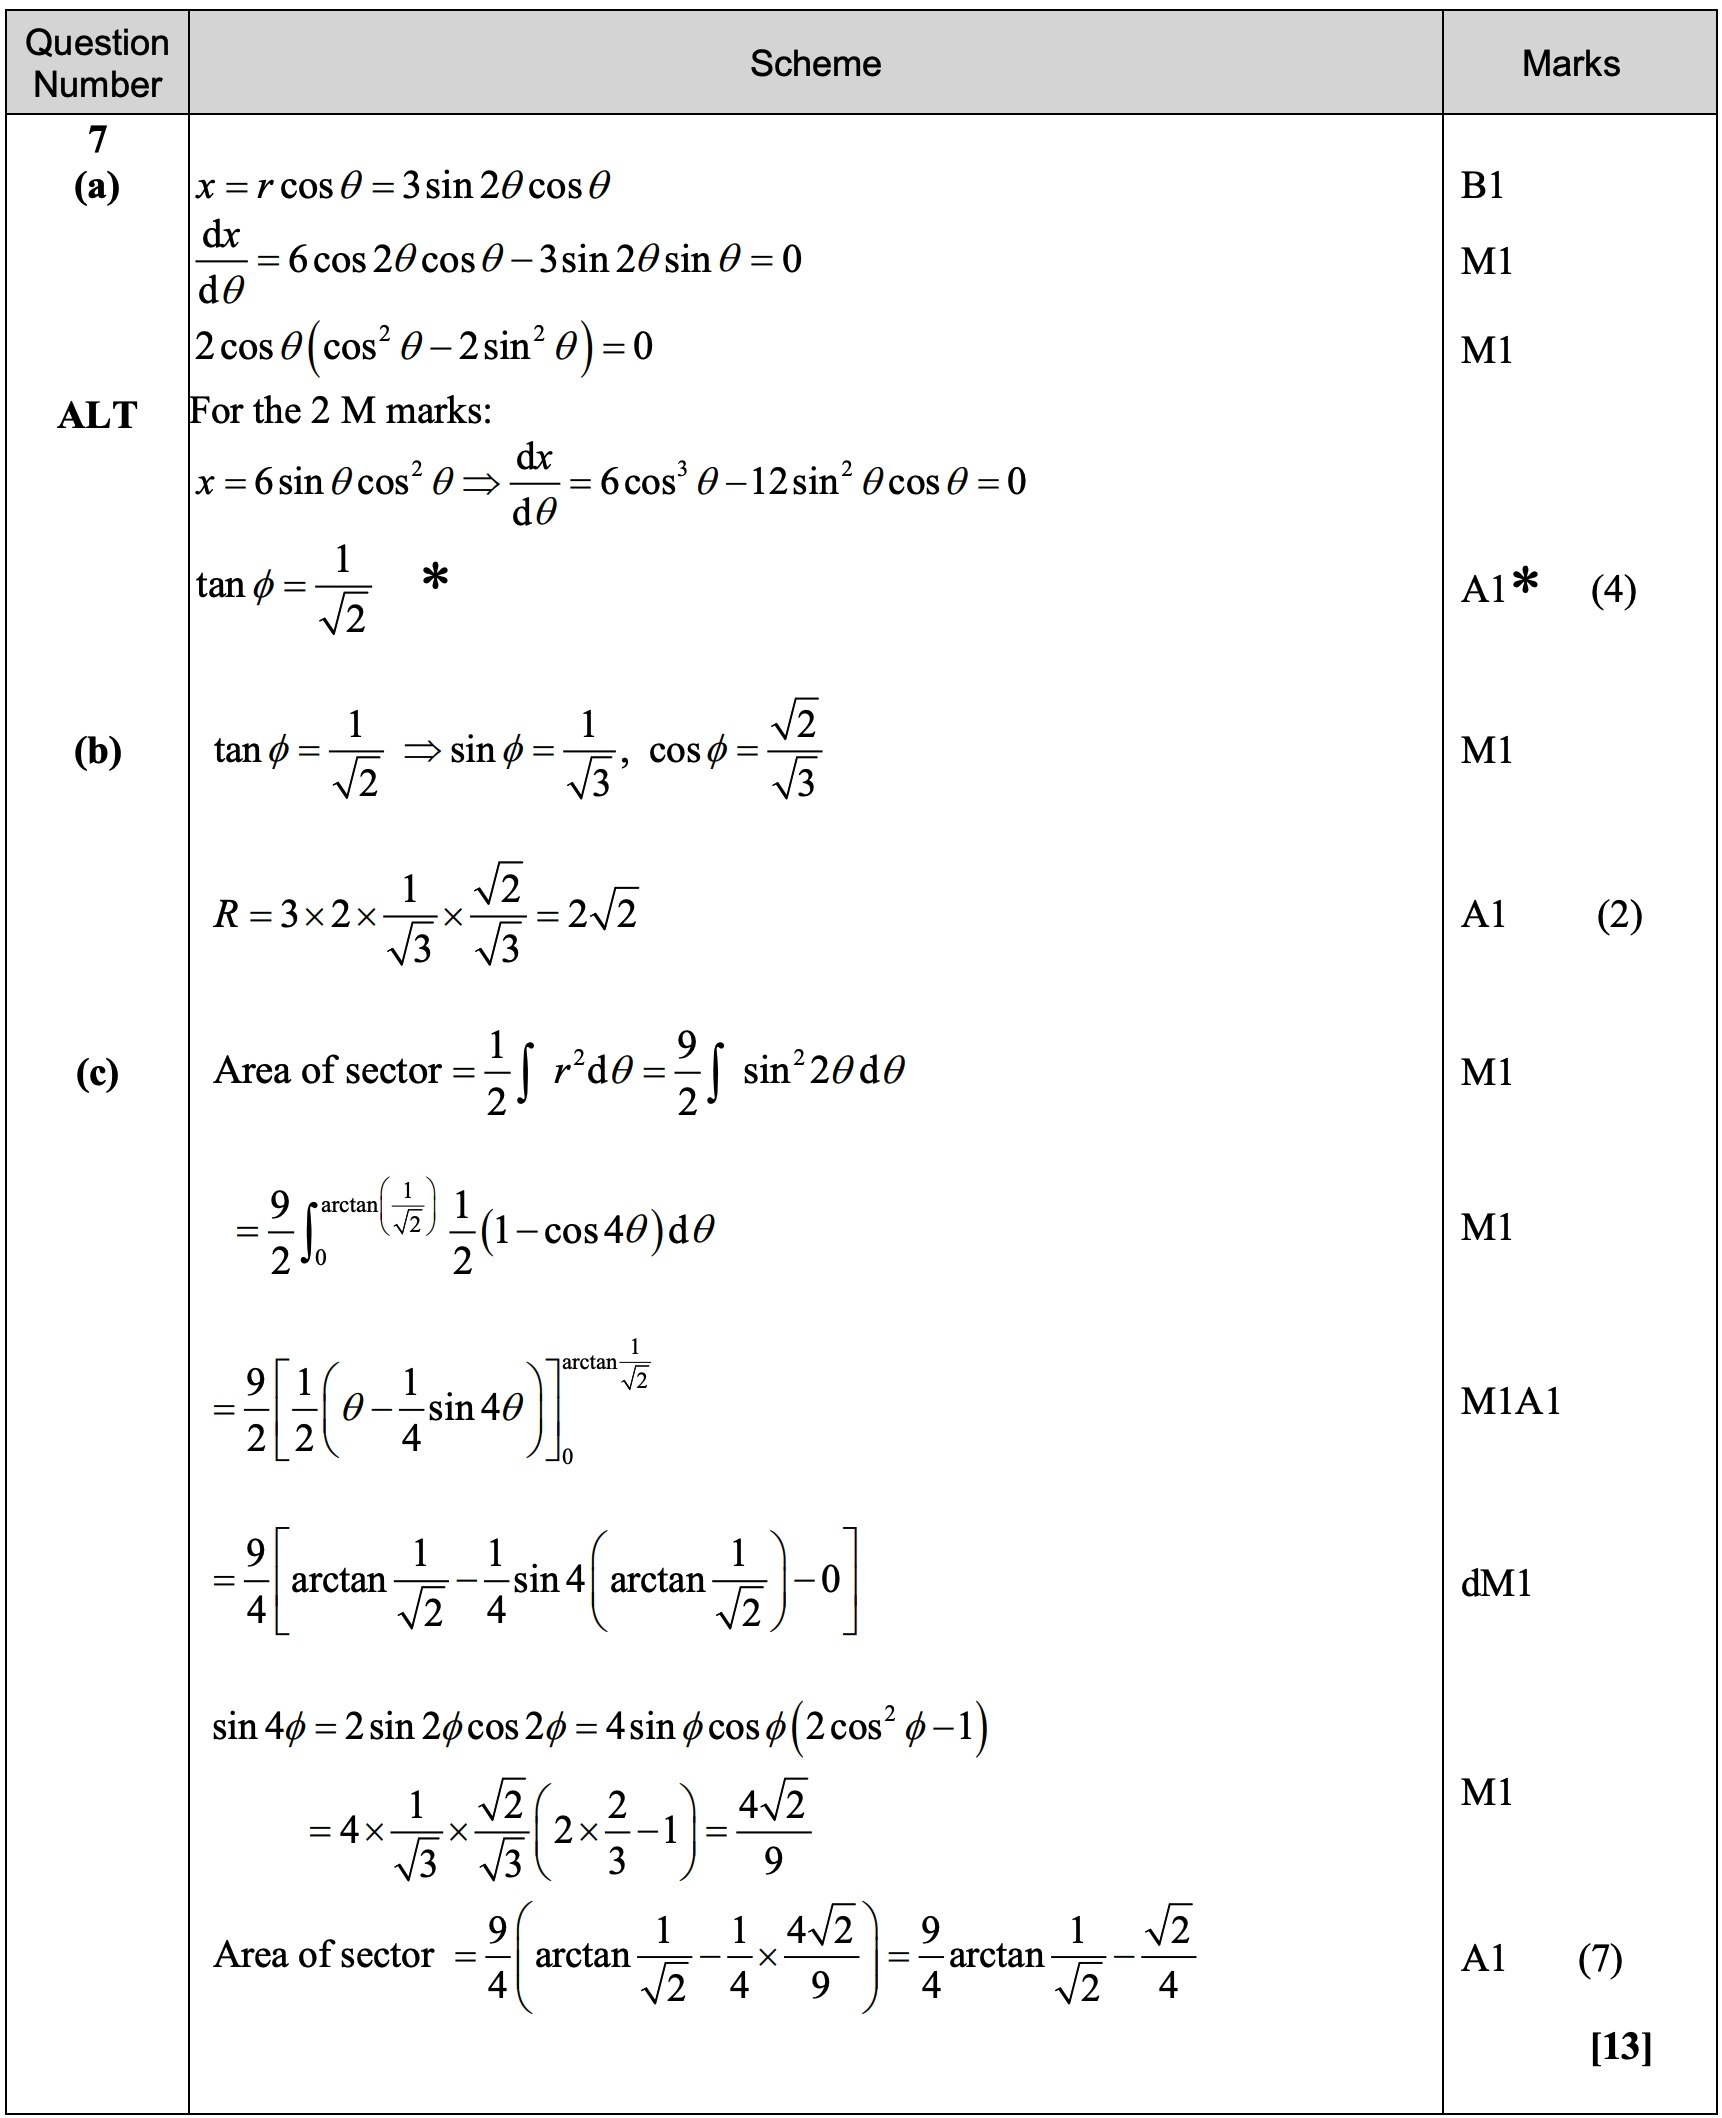 Question Number Scheme Marks
7
(a) x = r cos θ = 3 sin 2θ cos θ B1
dx/dθ = 6 cos 2θ cos θ − 3 sin 2θ sin θ = 0 M1
2 cos θ (cos² θ − 2 sin² θ) = 0 M1
ALT For the 2 M marks:
x = 6 sin θ cos² θ ⇒ dx/dθ = 6 cos³ θ − 12 sin² θ cos θ = 0
tan ϕ = 1/√2 * A1* (4)
(b) tan ϕ = 1/√2 ⇒ sin ϕ = 1/√3, cos ϕ = √2/√3 M1
R = 3 × 2 × 1/√3 × √2/√3 = 2√2 A1 (2)
(c) Area of sector = 1/2 ∫ r² dθ = 9/2 ∫ sin² 2θ dθ M1
= 9/2 ∫₀^(arctan(1/√2)) 1/2 (1 − cos 4θ) dθ M1
= 9/2 [1/2 (θ − 1/4 sin 4θ)]₀^(arctan 1/√2) M1A1
= 9/4 [arctan 1/√2 − 1/4 sin 4(arctan 1/√2) − 0] dM1
sin 4ϕ = 2 sin 2ϕ cos 2ϕ = 4 sin ϕ cos ϕ (2 cos² ϕ − 1)
= 4 × 1/√3 × √2/√3 (2 × 2/3 − 1) = 4√2/9 M1
Area of sector = 9/4 (arctan 1/√2 − 1/4 × 4√2/9) = 9/4 arctan 1/√2 − √2/4 A1 (7)
[13]